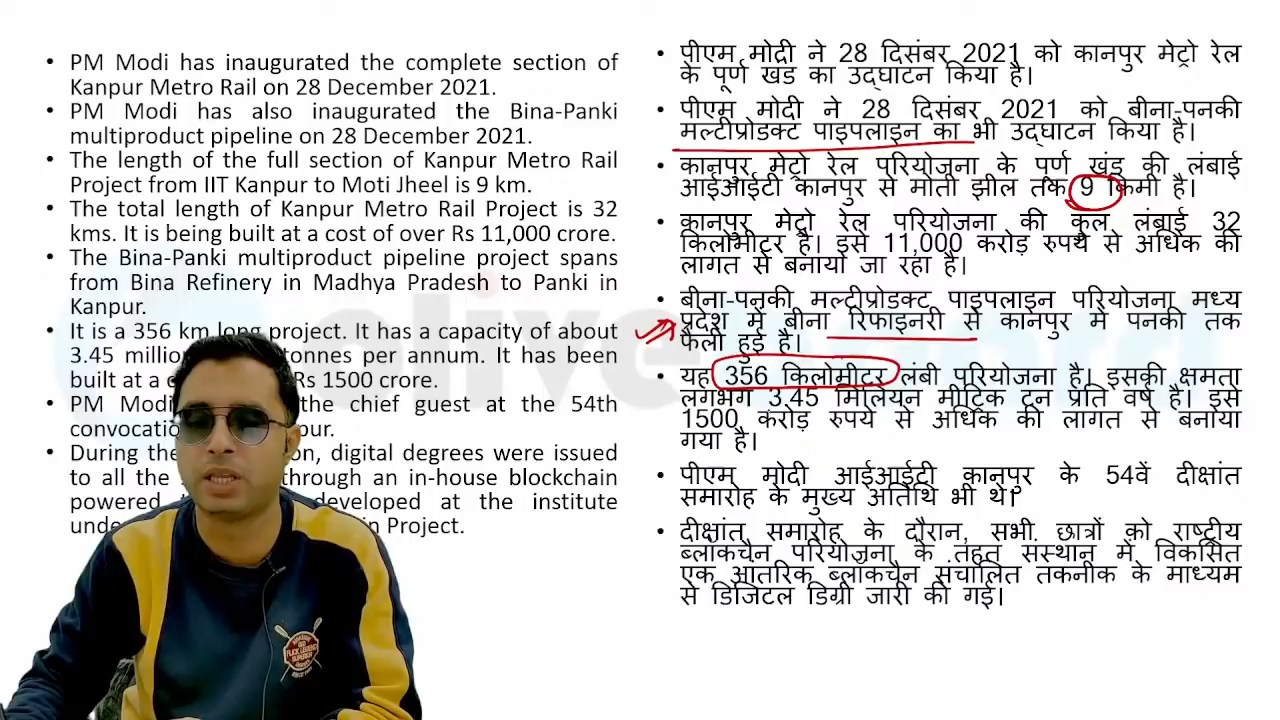 PM Modi has inaugurated the complete section of
Kanpur Metro Rail on 28 December 2021.
PM Modi has also inaugurated the Bina-Panki
multiproduct pipeline on 28 December 2021.
The length of the full section of Kanpur Metro Rail
Project from IIT Kanpur to Moti Jheel is 9 km.
The total length of Kanpur Metro Rail Project is 32
kms. It is being built at a cost of over Rs 11,000 crore.
The Bina-Panki multiproduct pipeline project spans
from Bina Refinery in Madhya Pradesh to Panki in
Kanpur.
It is a 356 km long project. It has a capacity of about
3.45 million tonnes per annum. It has been
built at a Rs 1500 crore.
PM Modi the chief guest at the 54th
During the digital degrees were issued
to all the through an in-house blockchain
powered developed at the institute
Project.
पीएम मोदी ने 28 दिसंबर 2021 को कानपुर मेट्रो रेल
के पूर्ण खंड का उद्घाटन किया है।
पीएम मोदी ने 28 दिसंबर 2021 को बीना-पनकी
मल्टीप्रोडक्ट पाइपलाइन का भी उद्घाटन किया है।
कानपुर मेट्रो रेल परियोजना के पूर्ण खंड की लंबाई
आईआईटी कानपुर से मोती झील तक 9 किमी है।
कानपुर मेट्रो रेल परियोजना की कुल लंबाई 32
किलोमीटर है। इसे 11,000 करोड़ रुपये से अधिक की
लागत से बनाया जा रहा है।
बीना-पनकी मल्टीप्रोडक्ट पाइपलाइन परियोजना मध्य
प्रदेश में बीना रिफाइनरी से कानपुर में पनकी तक
फैली हुई है।
यह 356 किलोमीटर लंबी परियोजना है। इसकी क्षमता
लगभग 3.45 मिलियन मीट्रिक टन प्रति वर्ष है। इसे
1500 करोड़ रुपये से अधिक की लागत से बनाया
गया है।
पीएम मोदी आईआईटी कानपुर के 54वें दीक्षांत
समारोह के मुख्य अतिथि भी थे।
दीक्षांत समारोह के दौरान, सभी छात्रों को राष्ट्रीय
ब्लॉकचैन परियोजना के तहत संस्थान में विकसित
एक आंतरिक ब्लॉकचैन संचालित तकनीक के माध्यम
से डिजिटल डिग्री जारी की गई।